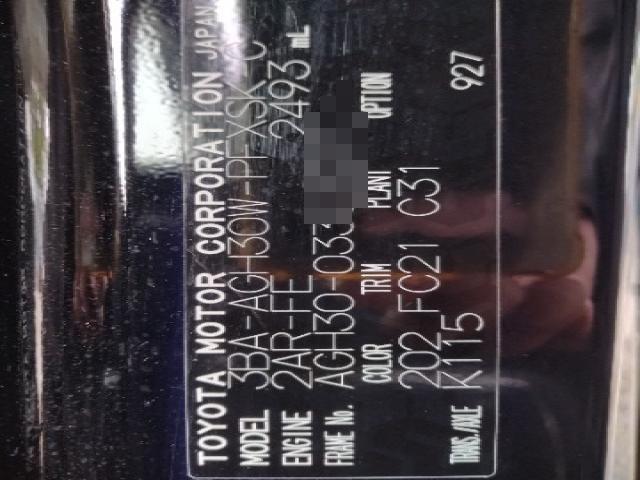 TOYOTA MOTOR CORPORATION JAPAN
MODEL 3BA-AGH30W-PFXSK-C
ENGINE 2AR-FE 2493 mL
FRAME No. AGH30-033
COLOR TRIM PLANT OPTION
202 FC21 C31
TRANS./AXLE K115 927